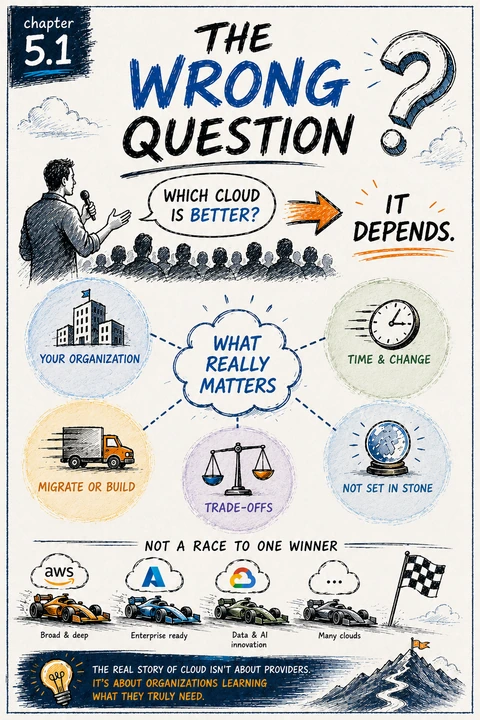 chapter
5.1
THE
WRONG
QUESTION
WHICH CLOUD
IS BETTER?
IT
DEPENDS.
YOUR ORGANIZATION
WHAT
REALLY
MATTERS
TIME & CHANGE
MIGRATE OR BUILD
TRADE-OFFS
NOT SET IN STONE
NOT A RACE TO ONE WINNER
aws
...
Broad & deep
Enterprise ready
Data & AI
innovation
Many clouds
THE REAL STORY OF CLOUD ISN'T ABOUT PROVIDERS.
IT'S ABOUT ORGANIZATIONS LEARNING
WHAT THEY TRULY NEED.